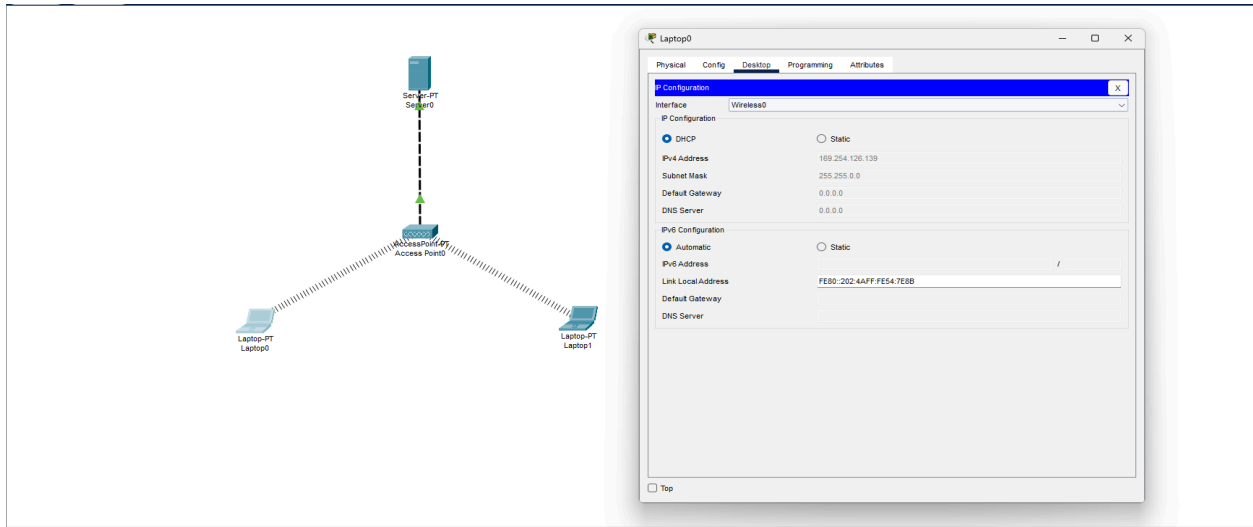 Server-PT
Server0
AccessPoint-PT
Access Point0
Laptop-PT
Laptop0
Laptop-PT
Laptop1
Laptop0
Physical Config Desktop Programming Attributes
IP Configuration X
Interface Wireless0
IP Configuration
DHCP Static
IPv4 Address 169.254.126.139
Subnet Mask 255.255.0.0
Default Gateway 0.0.0.0
DNS Server 0.0.0.0
IPv6 Configuration
Automatic Static
IPv6 Address /
Link Local Address FE80::202:4AFF:FE54:7E8B
Default Gateway
DNS Server
Top